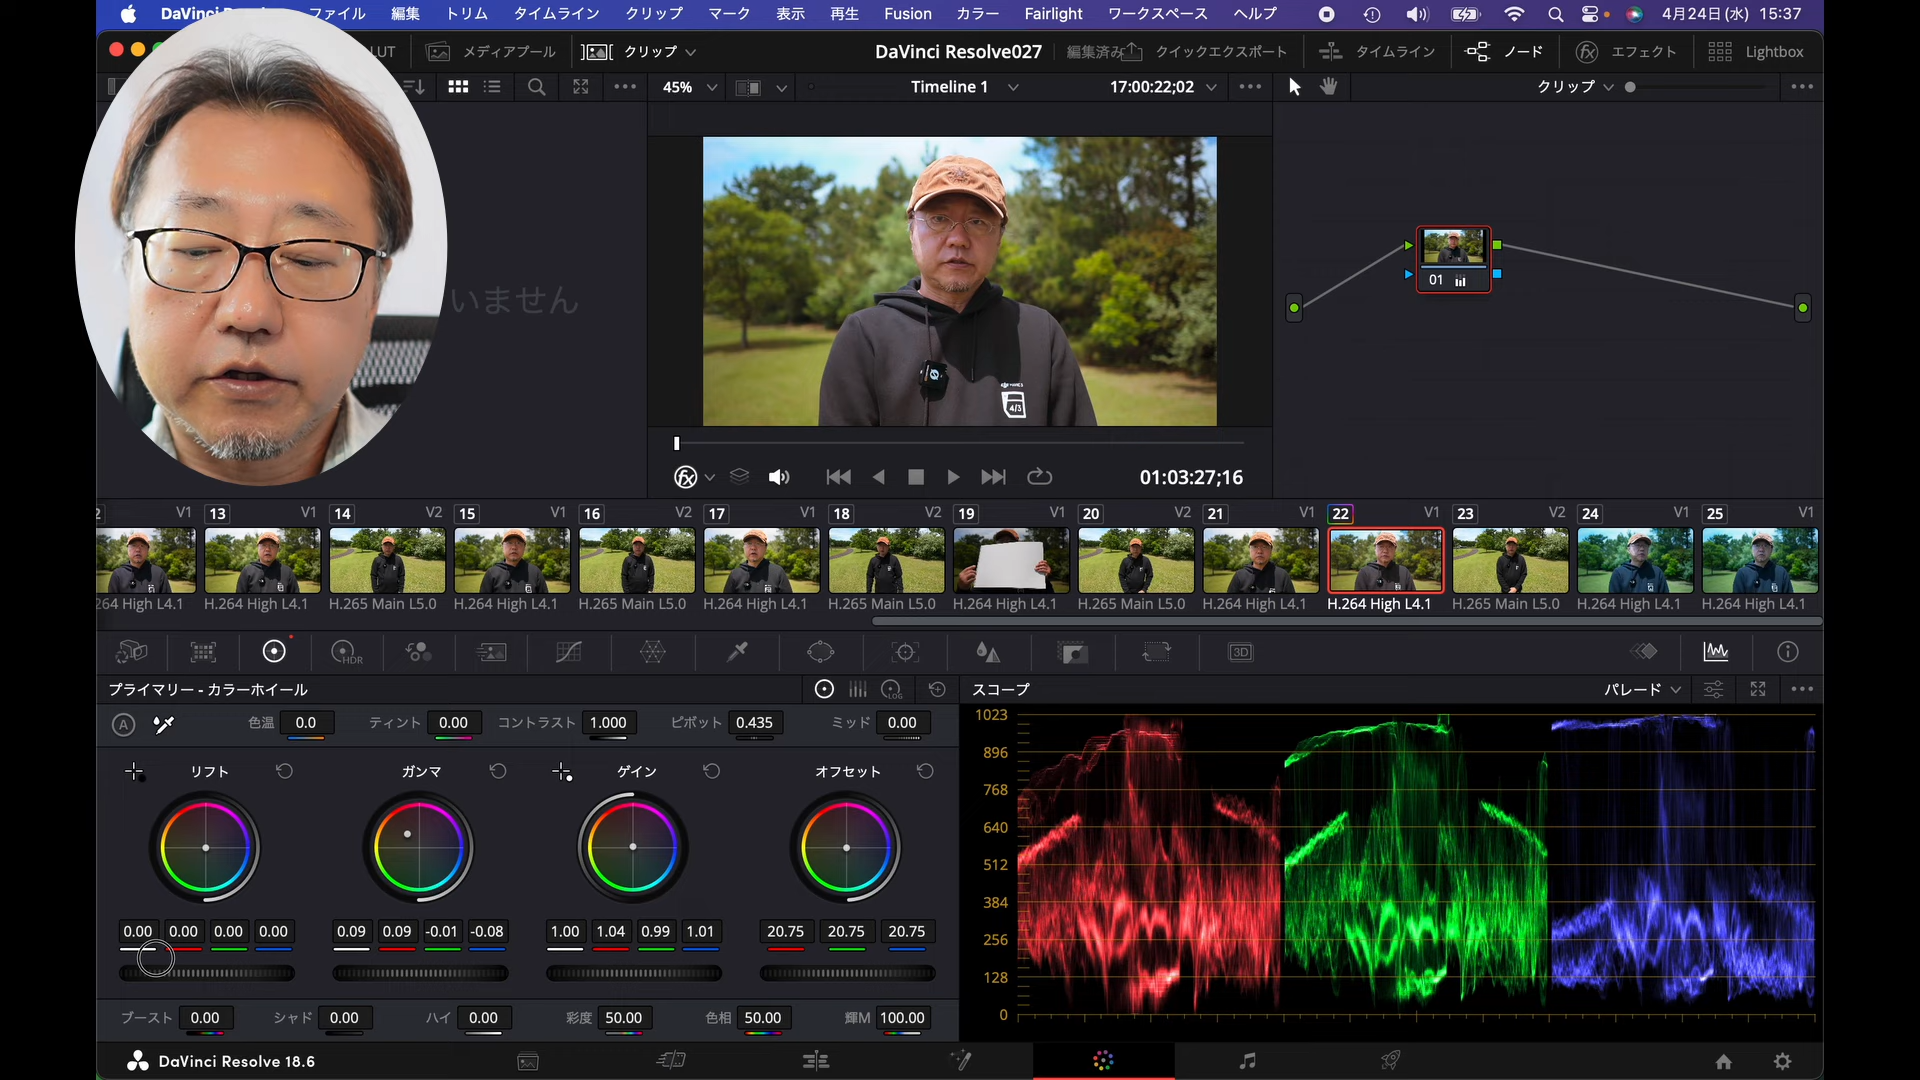 DaVinci R
ファイル 編集 トリム タイムライン クリップ マーク 表示 再生 Fusion カラー Fairlight ワークスペース ヘルプ 4月24日(水) 15:37
LUT メディアプール クリップ DaVinci Resolve027 編集済み クイックエクスポート タイムライン ノード エフェクト Lightbox
45% Timeline 1 17:00:22;02 クリップ
いません
4/3
01
01:03:27;16
2 V1 13 V1 14 V2 15 V1 16 V2 17 V1 18 V2 19 V1 20 V2 21 V1 22 V1 23 V2 24 V1 25 V1
264 High L4.1 H.264 High L4.1 H.265 Main L5.0 H.264 High L4.1 H.265 Main L5.0 H.264 High L4.1 H.265 Main L5.0 H.264 High L4.1 H.265 Main L5.0 H.264 High L4.1 H.264 High L4.1 H.265 Main L5.0 H.264 High L4.1 H.264 High L4.1
HDR 3D
プライマリー - カラーホイール LOG スコープ パレード
A 色温 0.0 ティント 0.00 コントラスト 1.000 ピボット 0.435 ミッド 0.00
リフト ガンマ ゲイン オフセット
0.00 0.00 0.00 0.00 0.09 0.09 -0.01 -0.08 1.00 1.04 0.99 1.01 20.75 20.75 20.75
ブースト 0.00 シャド 0.00 ハイ 0.00 彩度 50.00 色相 50.00 輝M 100.00
1023
896
768
640
512
384
256
128
0
DaVinci Resolve 18.6